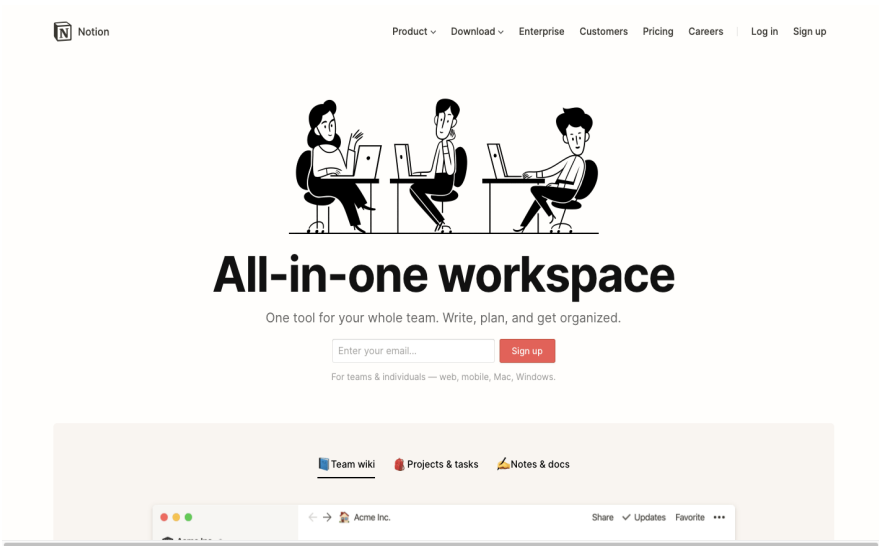 Notion
Product Download Enterprise Customers Pricing Careers Log in Sign up
All-in-one workspace
One tool for your whole team. Write, plan, and get organized.
Enter your email... Sign up
For teams & individuals — web, mobile, Mac, Windows.
Team wiki Projects & tasks Notes & docs
Acme Inc. Share Updates Favorite •••